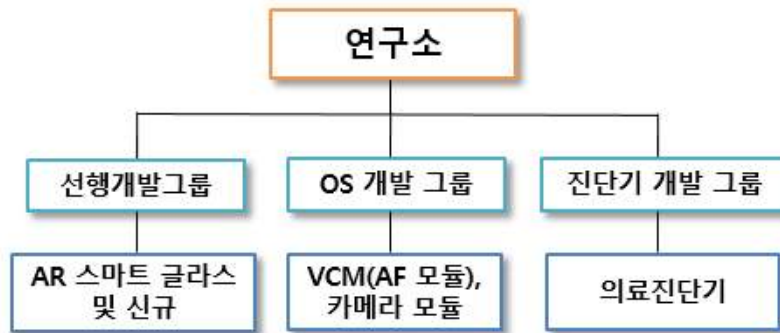 연구소
선행개발그룹
OS 개발 그룹
진단기 개발 그룹
AR 스마트 글라스
및 신규
VCM(AF 모듈),
카메라 모듈
의료진단기